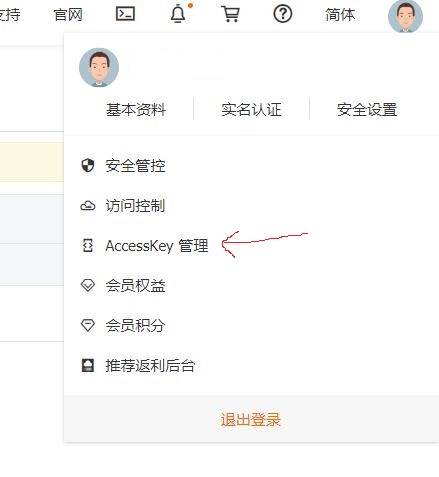 支持 官网 简体
基本资料 实名认证 安全设置
安全管控
访问控制
AccessKey 管理
会员权益
会员积分
推荐返利后台
退出登录